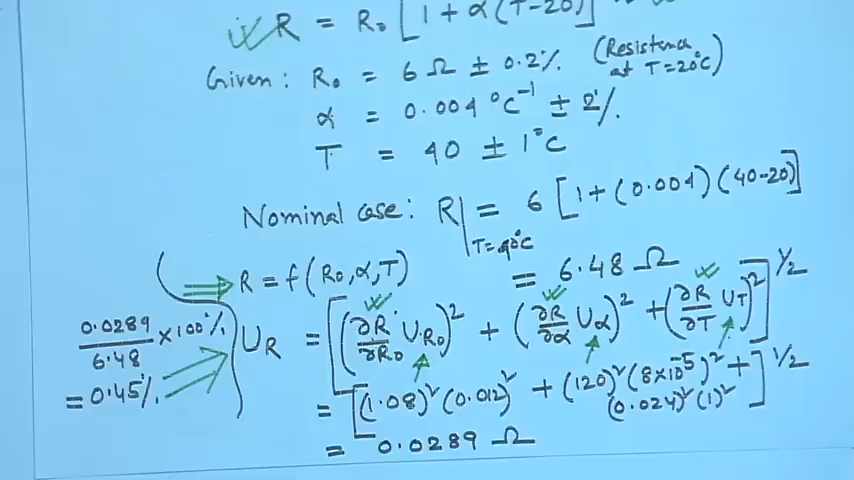 R = R₀ [1 + α(T-20)]
Given: R₀ = 6 Ω ± 0.2% (Resistance at T=20°C)
α = 0.004 °C⁻¹ ± 2%
T = 40 ± 1°C
Nominal case: R|T=40°C = 6 [1+(0.004)(40-20)]
= 6.48 Ω
R = f(R₀,α,T)
U_R = [(∂R/∂R₀ U_R₀)² + (∂R/∂α U_α)² + (∂R/∂T U_T)²]^1/2
= [(1.08)²(0.012)² + (120)²(8×10⁻⁵)² + (0.024)²(1)²]^1/2
= 0.0289 Ω
0.0289/6.48 ×100%
= 0.45%